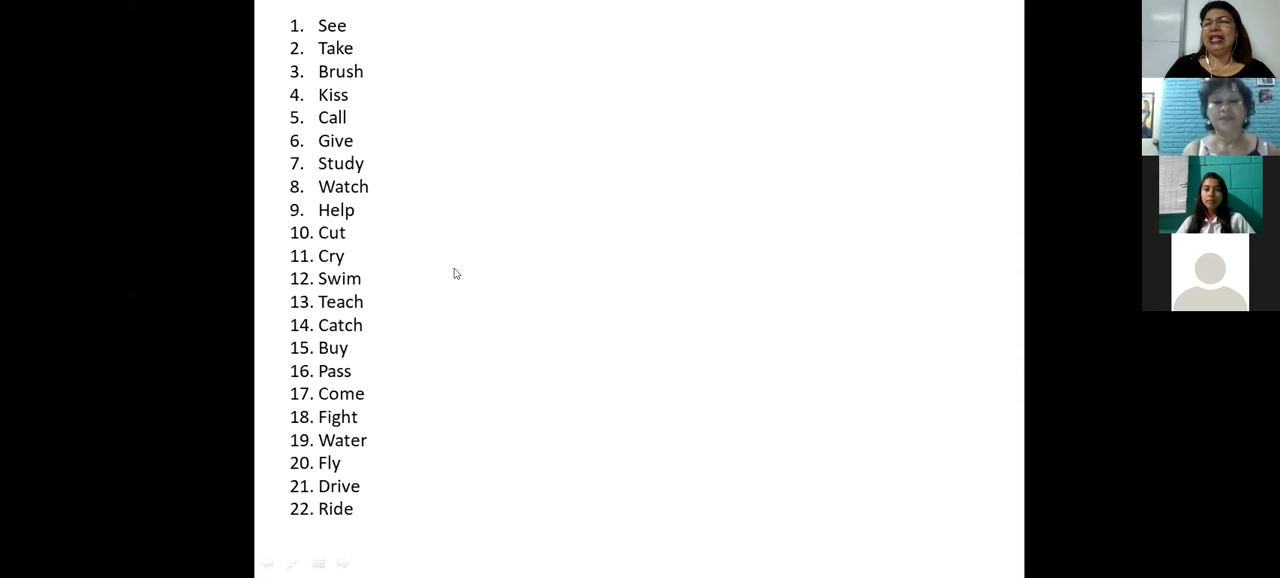 1. See
2. Take
3. Brush
4. Kiss
5. Call
6. Give
7. Study
8. Watch
9. Help
10. Cut
11. Cry
12. Swim
13. Teach
14. Catch
15. Buy
16. Pass
17. Come
18. Fight
19. Water
20. Fly
21. Drive
22. Ride